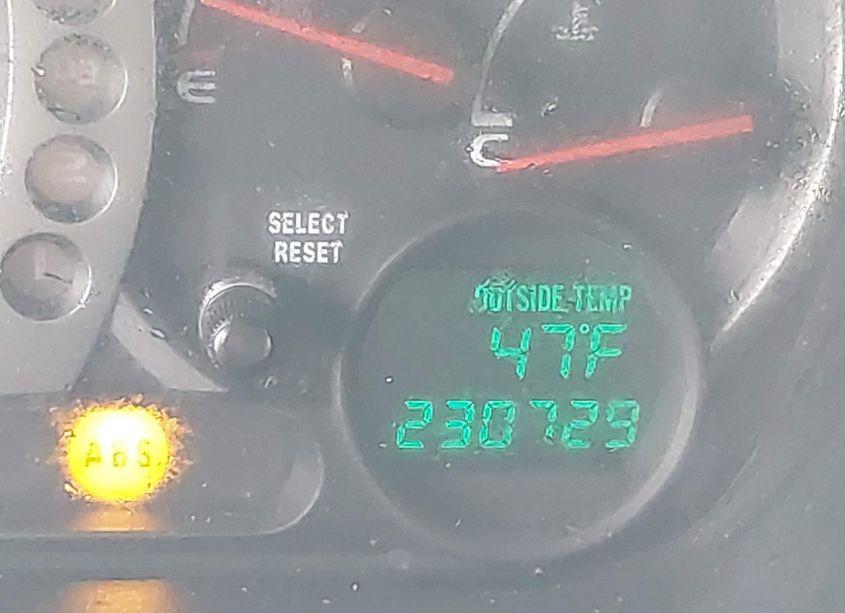 E
C
SELECT
RESET
OUTSIDE TEMP
47°F
230729
ABS